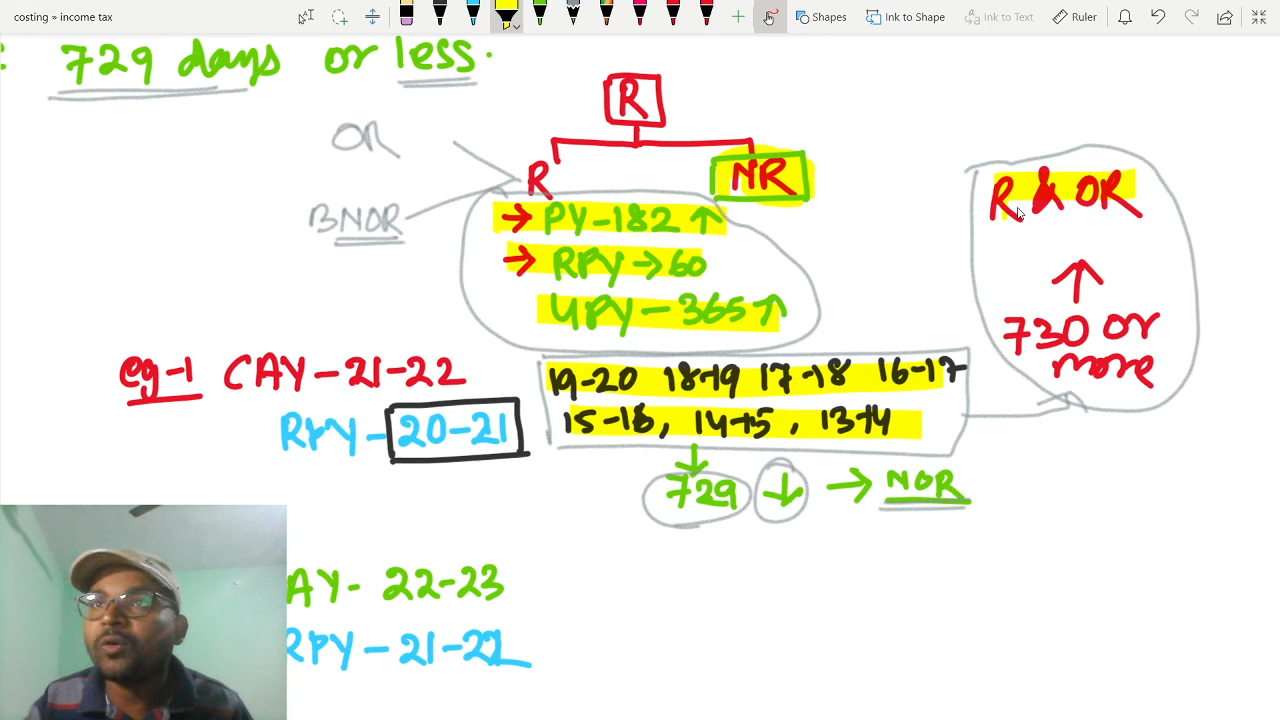 costing » income tax
Shapes
Ink to Shape
Ink to Text
Ruler
: 729 days or less.
R
OR
R
NR
BNOR
→ PY-182 ↑
→ RPY → 60
4PY - 365 ↑
R & OR
↑
730 or
more
eg-1 CAY-21-22
19-20 18-19 17-18 16-17
RPY-20-21
15-16, 14-15, 13-14
↓
729 ↓ → NOR
AY- 22-23
RPY - 21-22